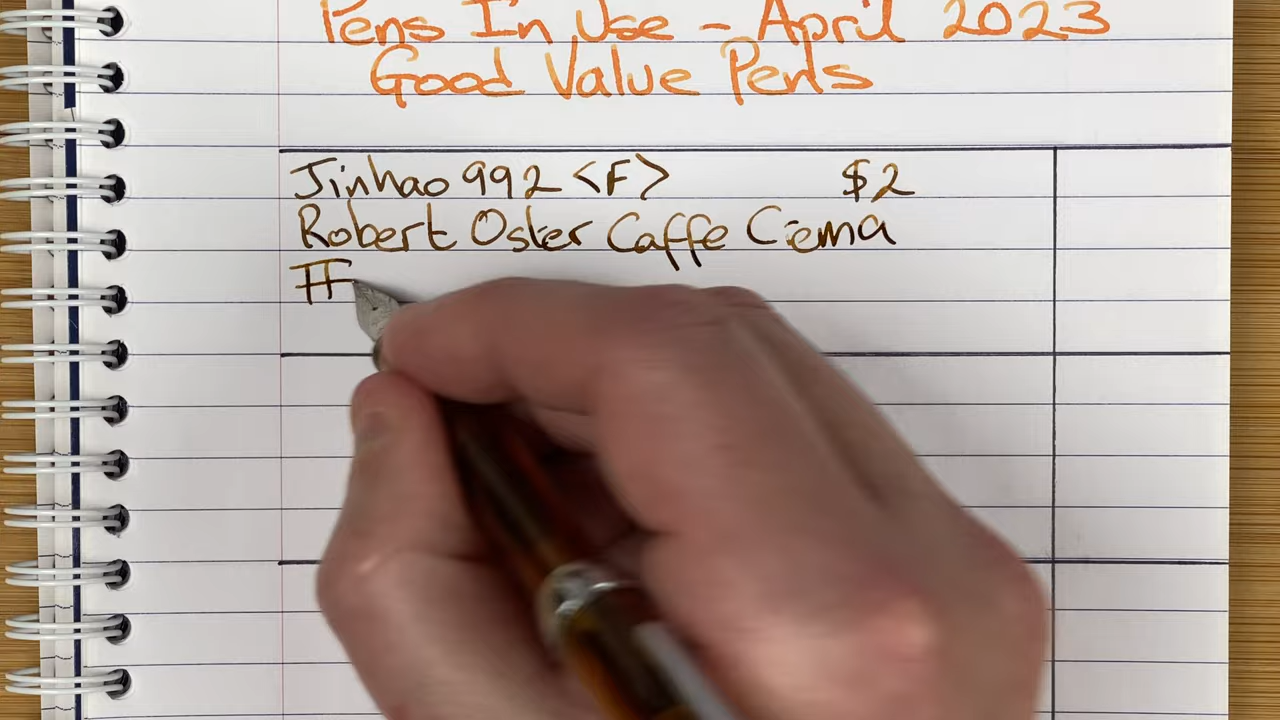 Pens In Use - April 2023
Good Value Pens
Jinhao 992 <F> $2
Robert Oster Caffe Crema
FF